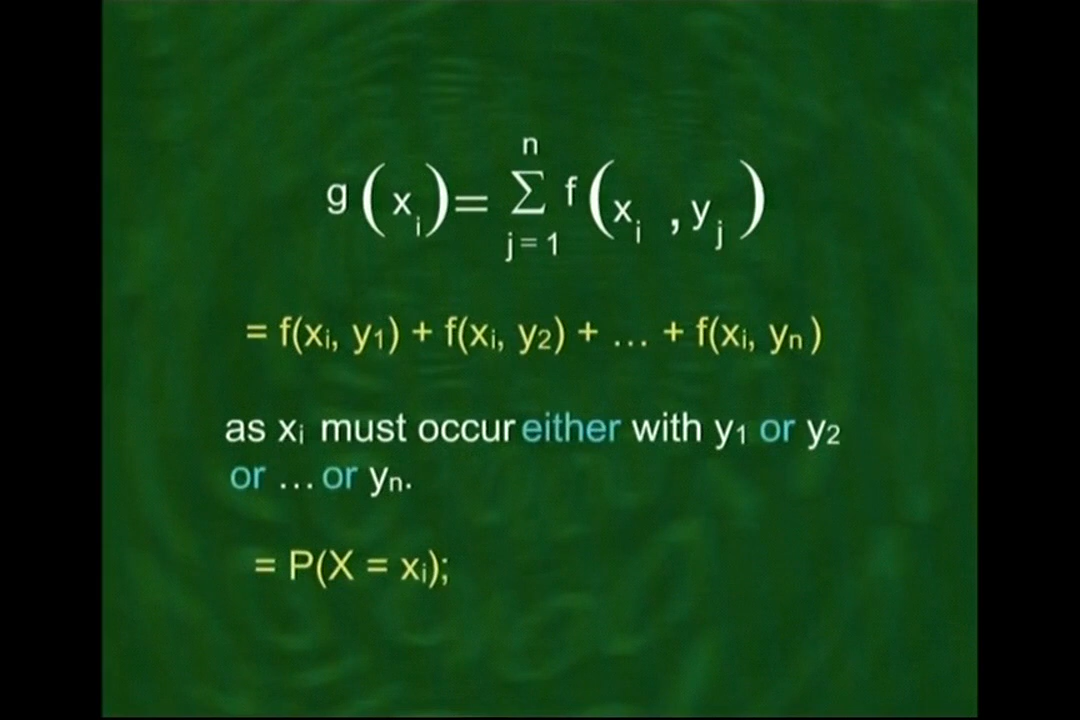 g(xᵢ) = n Σ j = 1 f(xᵢ , yⱼ)
= f(xᵢ, y₁) + f(xᵢ, y₂) + … + f(xᵢ, yₙ )
as xᵢ must occur either with y₁ or y₂
or … or yₙ.
= P(X = xᵢ);